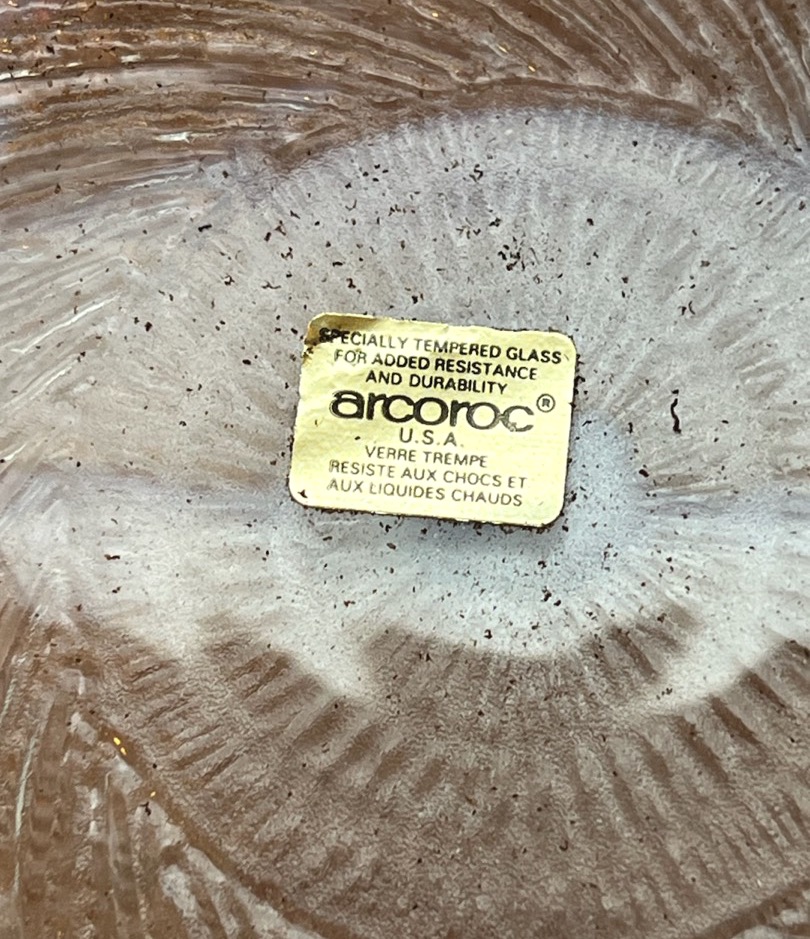 SPECIALLY TEMPERED GLASS
FOR ADDED RESISTANCE
AND DURABILITY
arcoroc®
U.S.A.
VERRE TREMPE
RESISTE AUX CHOCS ET
AUX LIQUIDES CHAUDS